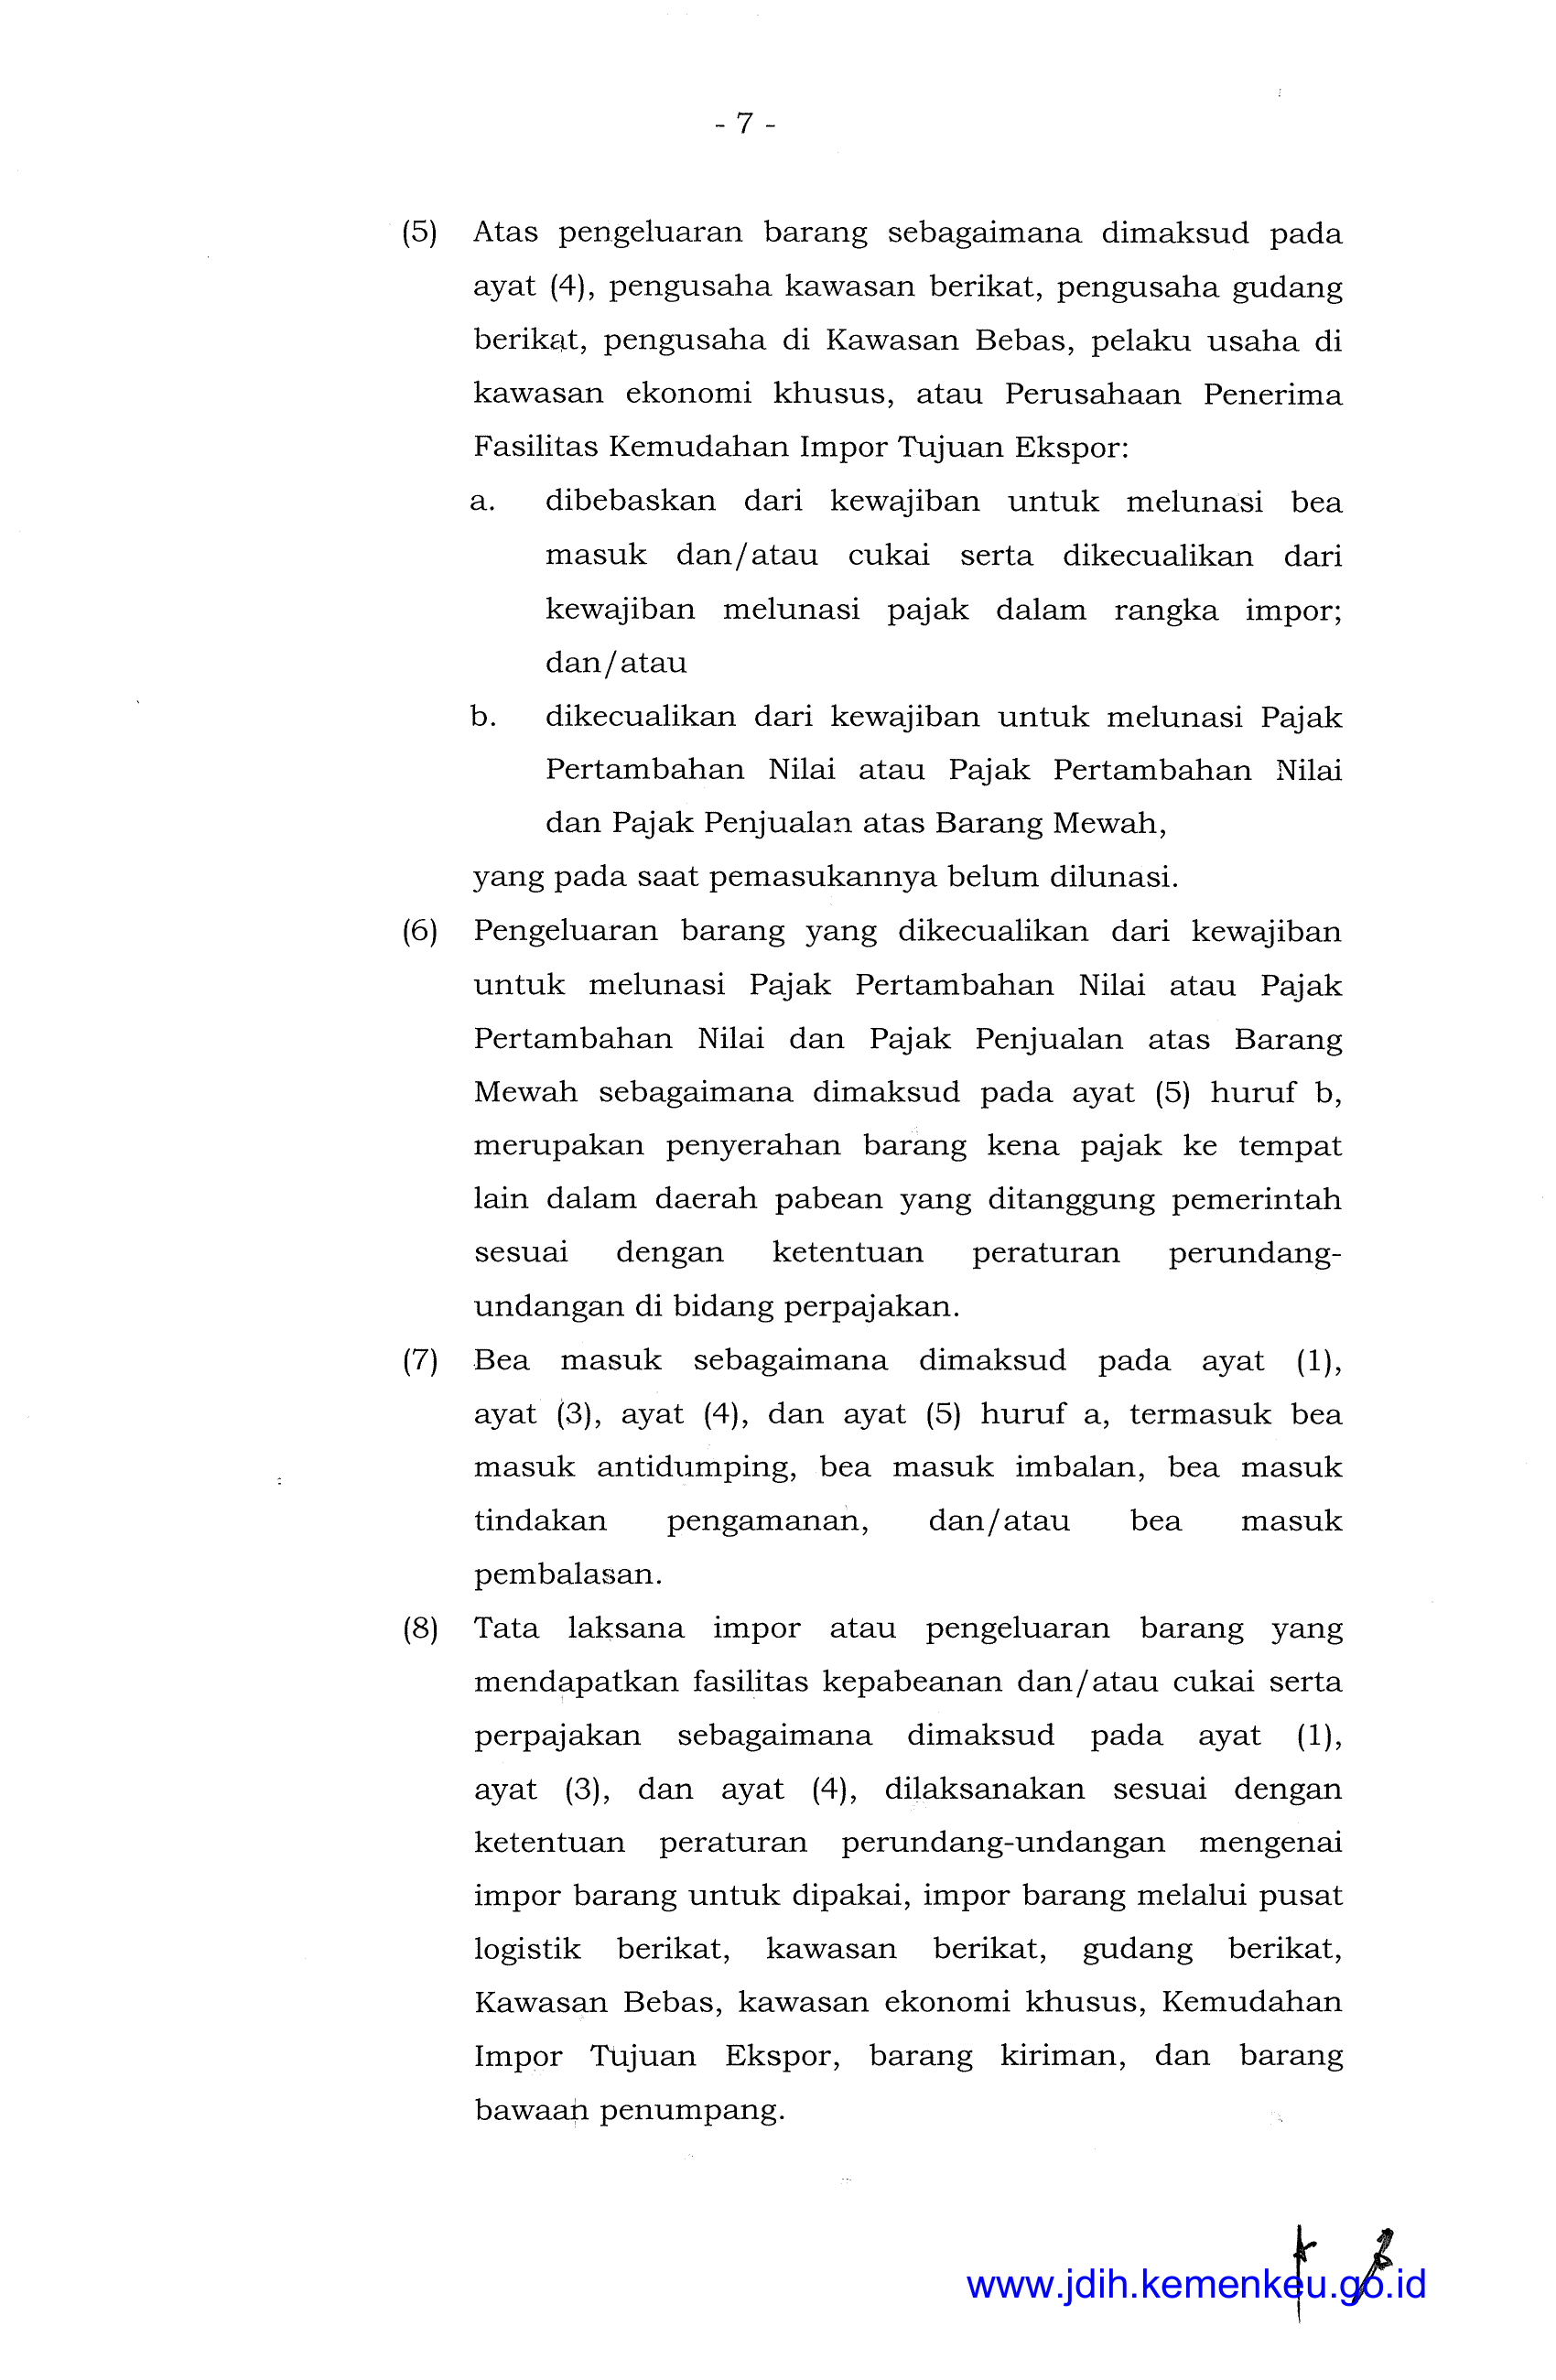 - 7 -
(5) Atas pengeluaran barang sebagaimana dimaksud pada
ayat (4), pengusaha kawasan berikat, pengusaha gudang
berikat, pengusaha di Kawasan Bebas, pelaku usaha di
kawasan ekonomi khusus, atau Perusahaan Penerima
Fasilitas Kemudahan Impor Tujuan Ekspor:
a. dibebaskan dari kewajiban untuk melunasi bea
masuk dan/atau cukai serta dikecualikan dari
kewajiban melunasi pajak dalam rangka impor;
dan/atau
b. dikecualikan dari kewajiban untuk melunasi Pajak
Pertambahan Nilai atau Pajak Pertambahan Nilai
dan Pajak Penjualan atas Barang Mewah,
yang pada saat pemasukannya belum dilunasi.
(6) Pengeluaran barang yang dikecualikan dari kewajiban
untuk melunasi Pajak Pertambahan Nilai atau Pajak
Pertambahan Nilai dan Pajak Penjualan atas Barang
Mewah sebagaimana dimaksud pada ayat (5) huruf b,
merupakan penyerahan barang kena pajak ke tempat
lain dalam daerah pabean yang ditanggung pemerintah
sesuai dengan ketentuan peraturan perundang-
undangan di bidang perpajakan.
(7) Bea masuk sebagaimana dimaksud pada ayat (1),
ayat (3), ayat (4), dan ayat (5) huruf a, termasuk bea
masuk antidumping, bea masuk imbalan, bea masuk
tindakan pengamanan, dan/atau bea masuk
pembalasan.
(8) Tata laksana impor atau pengeluaran barang yang
mendapatkan fasilitas kepabeanan dan/atau cukai serta
perpajakan sebagaimana dimaksud pada ayat (1),
ayat (3), dan ayat (4), dilaksanakan sesuai dengan
ketentuan peraturan perundang-undangan mengenai
impor barang untuk dipakai, impor barang melalui pusat
logistik berikat, kawasan berikat, gudang berikat,
Kawasan Bebas, kawasan ekonomi khusus, Kemudahan
Impor Tujuan Ekspor, barang kiriman, dan barang
bawaan penumpang.
www.jdih.kemenkeu.go.id